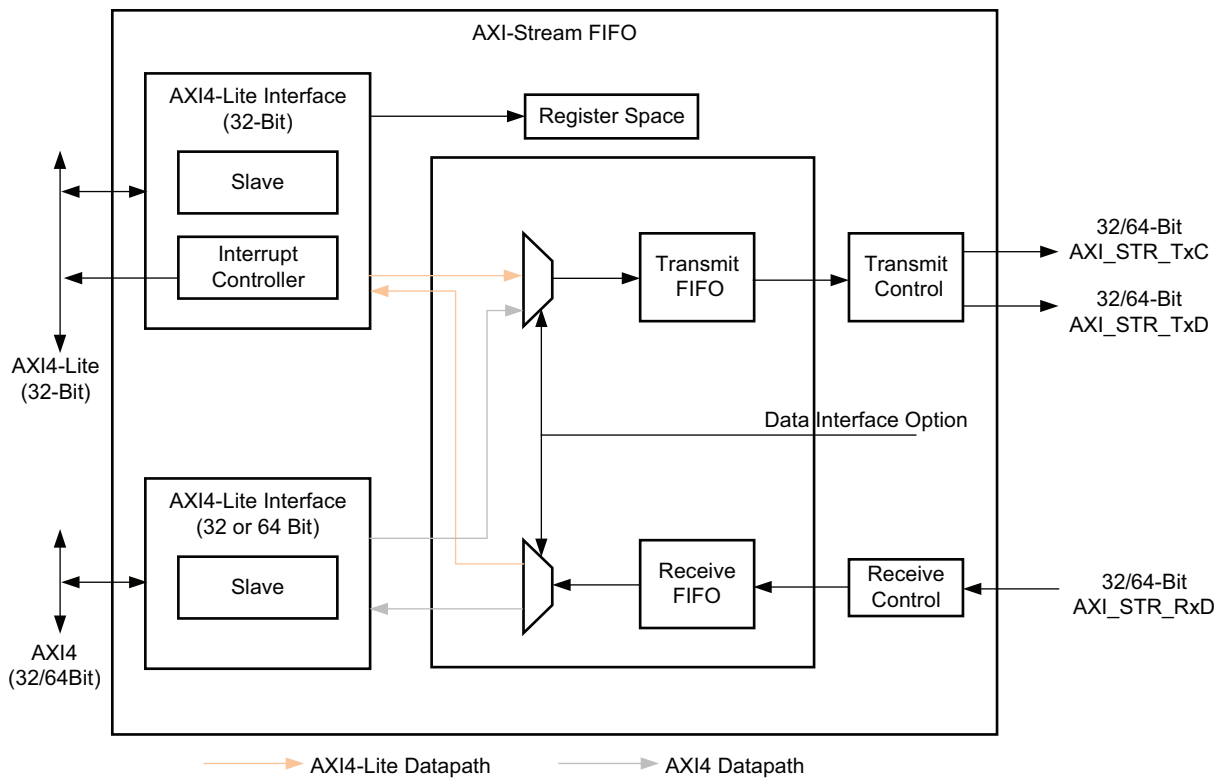 AXI-Stream FIFO
AXI4-Lite Interface
(32-Bit)
Register Space
Slave
Interrupt
Controller
Transmit
FIFO
Transmit
Control
32/64-Bit
AXI_STR_TxC
32/64-Bit
AXI_STR_TxD
AXI4-Lite
(32-Bit)
Data Interface Option
AXI4-Lite Interface
(32 or 64 Bit)
Slave
Receive
FIFO
Receive
Control
32/64-Bit
AXI_STR_RxD
AXI4
(32/64Bit)
AXI4-Lite Datapath
AXI4 Datapath